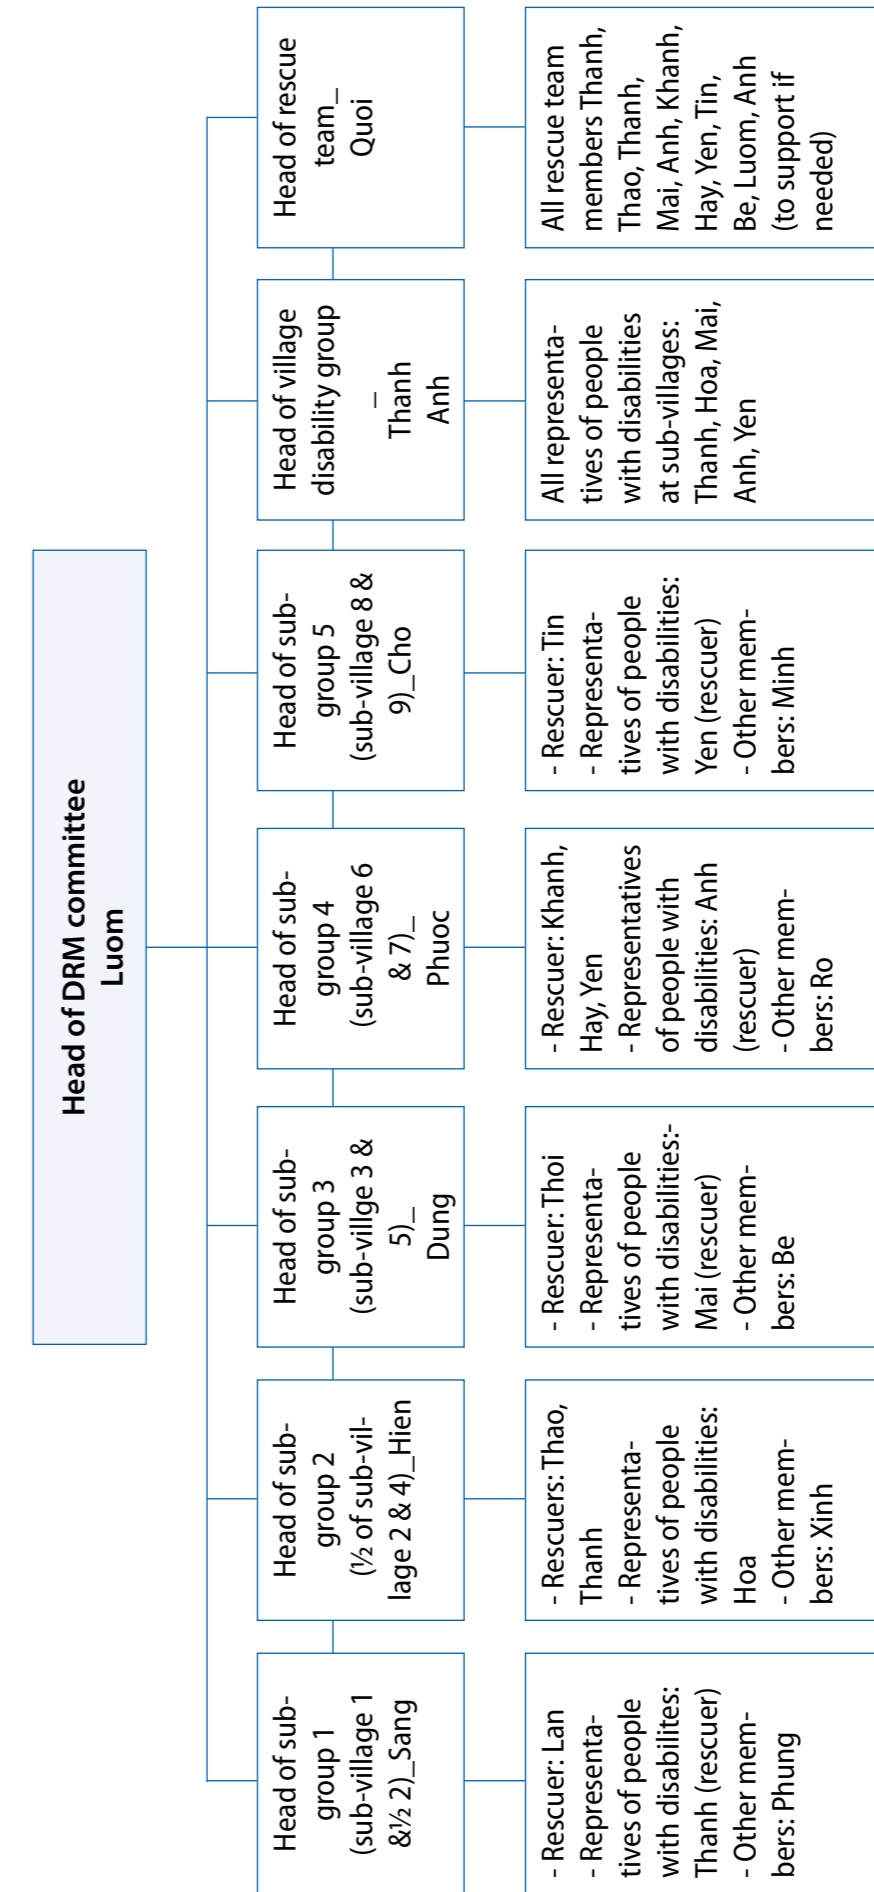 Head of DRM committee
Luom
Head of sub-
group 1
(sub-village 1
&½ 2)_Sang
Head of sub-
group 2
(½ of sub-vil-
lage 2 & 4)_Hien
Head of sub-
group 3
(sub-villge 3 &
5)_
Dung
Head of sub-
group 4
(sub-village 6
& 7)_
Phuoc
Head of sub-
group 5
(sub-village 8 &
9)_Cho
Head of village
disability group
_
Thanh
Anh
Head of rescue
team_
Quoi
- Rescuer: Lan
- Representa-
tives of people
with disabilites:
Thanh (rescuer)
- Other mem-
bers: Phung
- Rescuers: Thao,
Thanh
- Representa-
tives of people
with disabilities:
Hoa
- Other mem-
bers: Xinh
- Rescuer: Thoi
- Representa-
tives of people
with disabilities:-
Mai (rescuer)
- Other mem-
bers: Be
- Rescuer: Khanh,
Hay, Yen
- Representatives
of people with
disabilities: Anh
(rescuer)
- Other mem-
bers: Ro
- Rescuer: Tin
- Representa-
tives of people
with disabilities:
Yen (rescuer)
- Other mem-
bers: Minh
All representa-
tives of people
with disabilities
at sub-villages:
Thanh, Hoa, Mai,
Anh, Yen
All rescue team
members Thanh,
Thao, Thanh,
Mai, Anh, Khanh,
Hay, Yen, Tin,
Be, Luom, Anh
(to support if
needed)